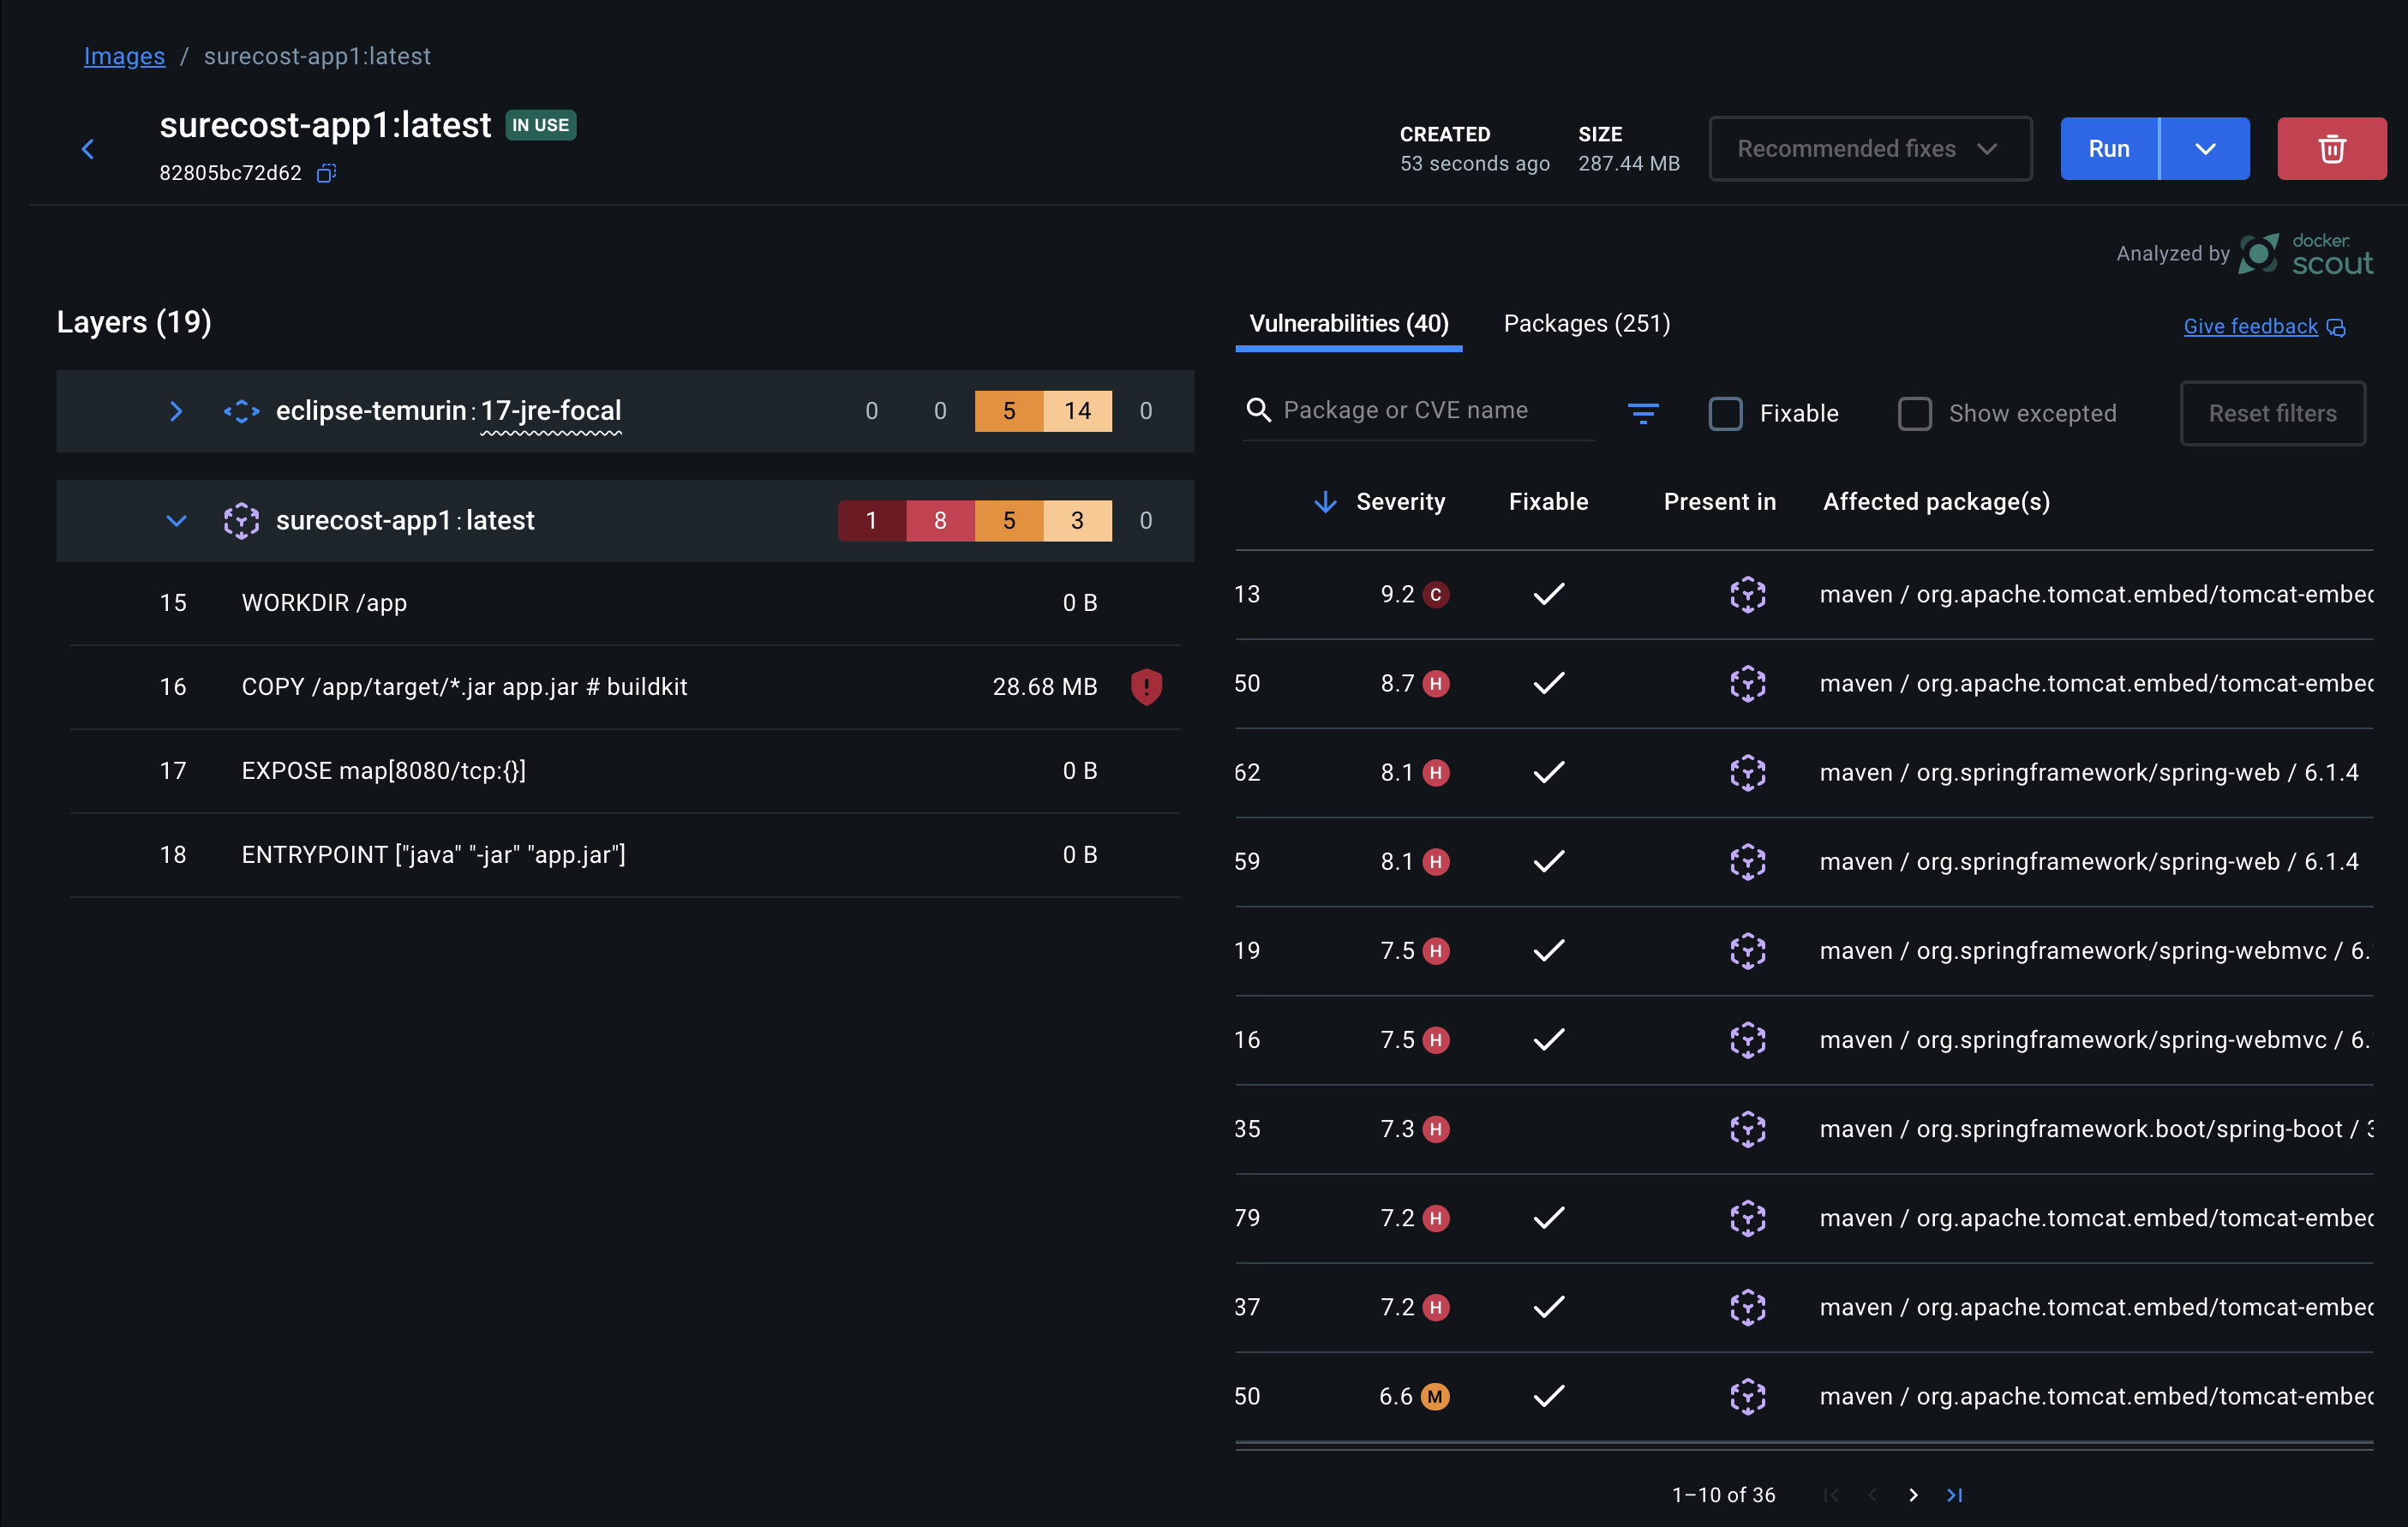 Images / surecost-app1:latest
surecost-app1:latest IN USE
82805bc72d62
CREATED
53 seconds ago
SIZE
287.44 MB
Recommended fixes
Run
Analyzed by docker scout
Layers (19)
eclipse-temurin:17-jre-focal 0 0 5 14 0
surecost-app1:latest 1 8 5 3 0
15 WORKDIR /app 0 B
16 COPY /app/target/*.jar app.jar # buildkit 28.68 MB
17 EXPOSE map[8080/tcp:{}] 0 B
18 ENTRYPOINT ["java" "-jar" "app.jar"] 0 B
Vulnerabilities (40) Packages (251)
Give feedback
Package or CVE name Fixable Show excepted Reset filters
Severity Fixable Present in Affected package(s)
13 9.2 C maven / org.apache.tomcat.embed/tomcat-embec
50 8.7 H maven / org.apache.tomcat.embed/tomcat-embec
62 8.1 H maven / org.springframework/spring-web / 6.1.4
59 8.1 H maven / org.springframework/spring-web / 6.1.4
19 7.5 H maven / org.springframework/spring-webmvc / 6.
16 7.5 H maven / org.springframework/spring-webmvc / 6.
35 7.3 H maven / org.springframework.boot/spring-boot / 3
79 7.2 H maven / org.apache.tomcat.embed/tomcat-embec
37 7.2 H maven / org.apache.tomcat.embed/tomcat-embec
50 6.6 M maven / org.apache.tomcat.embed/tomcat-embec
1–10 of 36